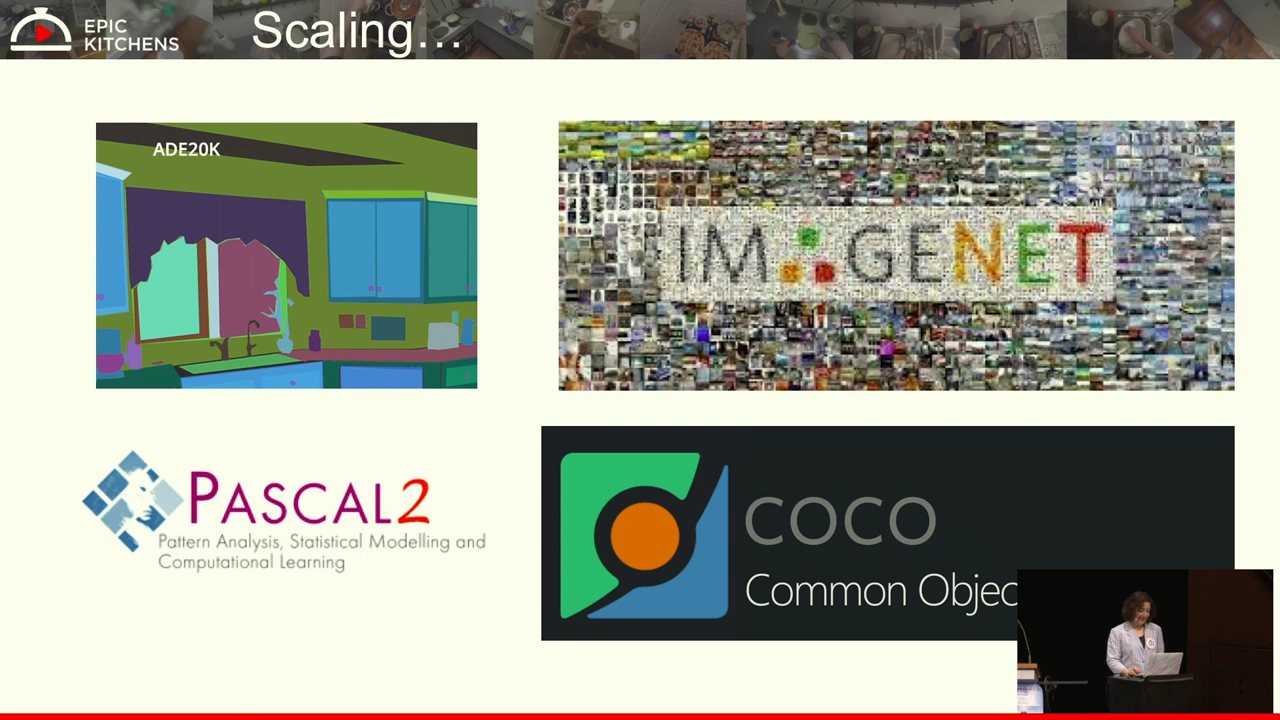 EPIC
KITCHENS
Scaling...
ADE20K
IMAGENET
PASCAL2
Pattern Analysis, Statistical Modelling and
Computational Learning
COCO
Common Objec